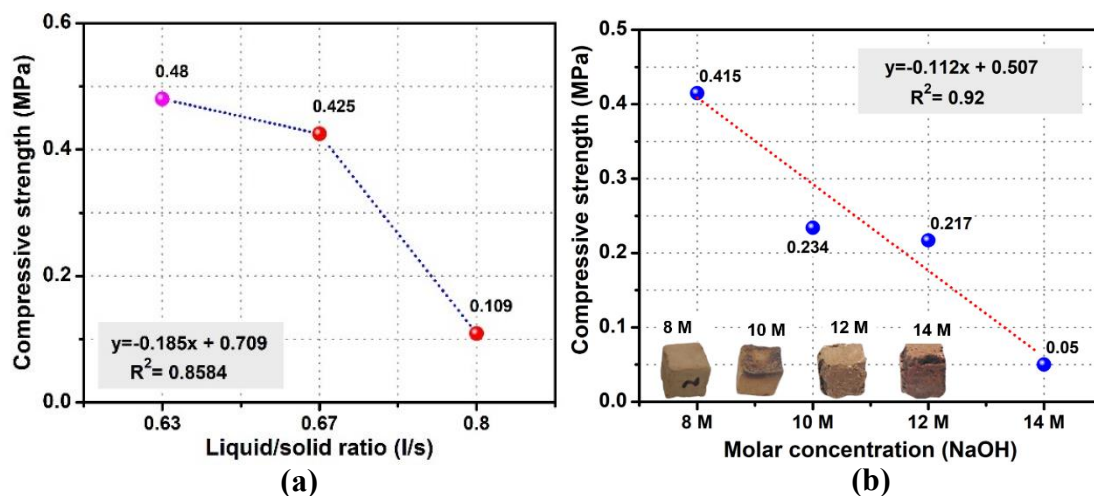 0.6
0.4
0.2
0.0
Compressive strength (MPa)
0.48
0.425
0.109
y=-0.185x + 0.709
R²= 0.8584
0.63
0.67
0.8
Liquid/solid ratio (l/s)
(a)
0.5
0.4
0.3
0.2
0.1
0.0
Compressive strength (MPa)
y=-0.112x + 0.507
R²= 0.92
0.415
0.234
0.217
0.05
8 M 10 M 12 M 14 M
8 M
10 M
12 M
14 M
Molar concentration (NaOH)
(b)